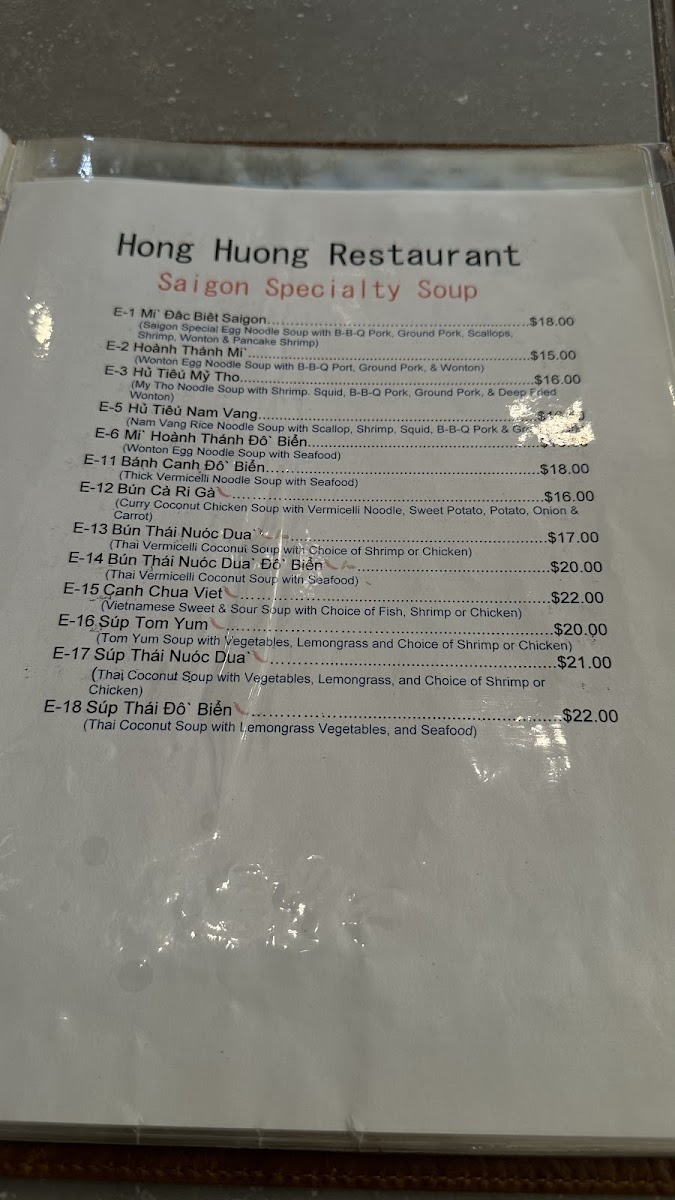 Hong Huong Restaurant
Saigon Specialty Soup
E-1 Mi` Đăc Biêt Saigon.......................................................................$18.00
(Saigon Special Egg Noodle Soup with B-B-Q Pork, Ground Pork, Scallops,
Shrimp, Wonton & Pancake Shrimp)
E-2 Hoành Thánh Mi`.......................................................................$15.00
(Wonton Egg Noodle Soup with B-B-Q Port, Ground Pork, & Wonton)
E-3 Hủ Tiêú Mỹ Tho.......................................................................$16.00
(My Tho Noodle Soup with Shrimp. Squid, B-B-Q Pork, Ground Pork, & Deep Fried
Wonton)
E-5 Hủ Tiêú Nam Vang.......................................................................
(Nam Vang Rice Noodle Soup with Scallop, Shrimp, Squid, B-B-Q Pork &
E-6 Mi` Hoành Thánh Đô` Biển.......................................................................
(Wonton Egg Noodle Soup with Seafood)
E-11 Bánh Canh Đô` Biển.......................................................................$18.00
(Thick Vermicelli Noodle Soup with Seafood)
E-12 Bún Cà Ri Gà.......................................................................$16.00
(Curry Coconut Chicken Soup with Vermicelli Noodle, Sweet Potato, Potato, Onion &
Carrot)
E-13 Bún Thái Nuóc Dua`.......................................................................$17.00
(Thai Vermicelli Coconut Soup with Choice of Shrimp or Chicken)
E-14 Bún Thái Nuóc Dua` Đô` Biển.......................................................................$20.00
(Thai Vermicelli Coconut Soup with Seafood)
E-15 Canh Chua Viet.......................................................................$22.00
(Vietnamese Sweet & Sour Soup with Choice of Fish, Shrimp or Chicken)
E-16 Súp Tom Yum.......................................................................$20.00
(Tom Yum Soup with Vegetables, Lemongrass and Choice of Shrimp or Chicken)
E-17 Súp Thái Nuóc Dua`.......................................................................$21.00
(Thai Coconut Soup with Vegetables, Lemongrass, and Choice of Shrimp or
Chicken)
E-18 Súp Thái Đô` Biển.......................................................................$22.00
(Thai Coconut Soup with Lemongrass Vegetables, and Seafood)